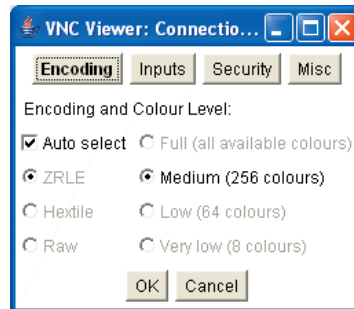 VNC Viewer: Connectio...
Encoding Inputs Security Misc
Encoding and Colour Level:
Auto select Full (all available colours)
ZRLE Medium (256 colours)
Hextile Low (64 colours)
Raw Very low (8 colours)
OK Cancel